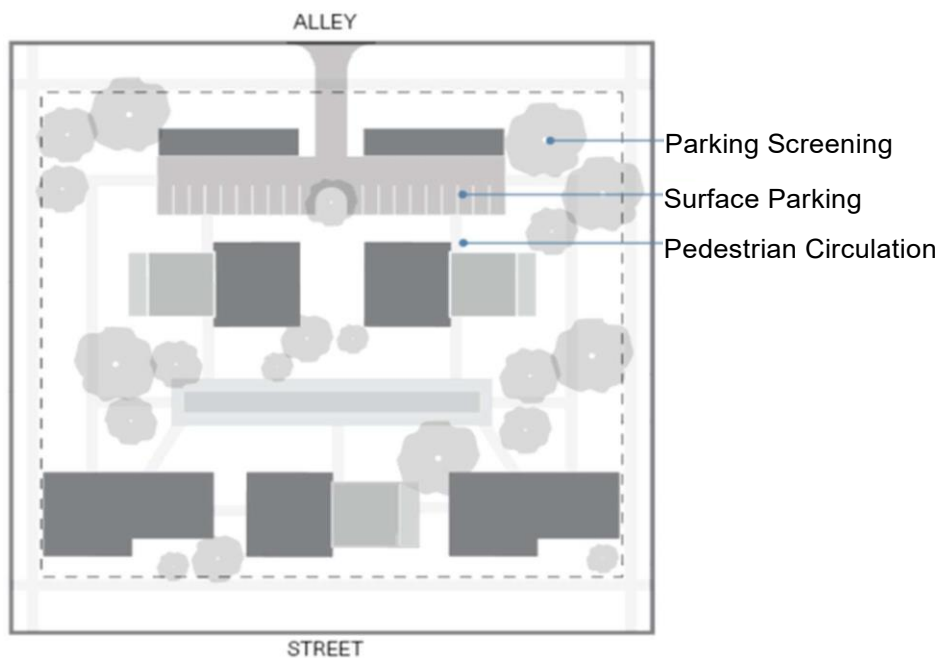 ALLEY
Parking Screening
Surface Parking
Pedestrian Circulation
STREET